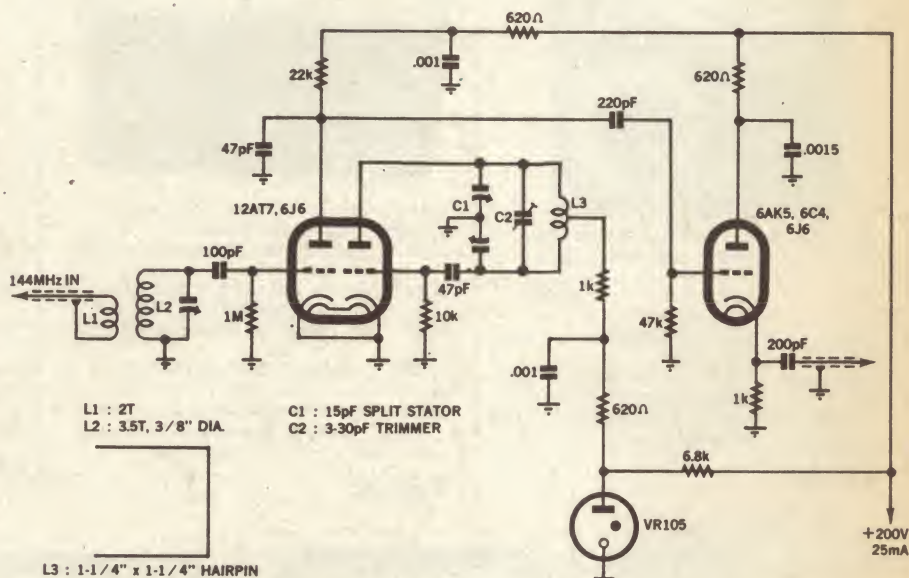 620Ω
.001
22k
620Ω
220pF
47pF
.0015
12AT7, 6J6
C1
C2
L3
6AK5, 6C4,
6J6
100pF
144MHz IN
L1
L2
1M
47pF
10k
1k
47k
200pF
.001
1k
L1 : 2T
L2 : 3.5T, 3/8" DIA.
C1 : 15pF SPLIT STATOR
C2 : 3-30pF TRIMMER
620Ω
6.8k
VR105
+200V
25mA
L3 : 1-1/4" x 1-1/4" HAIRPIN